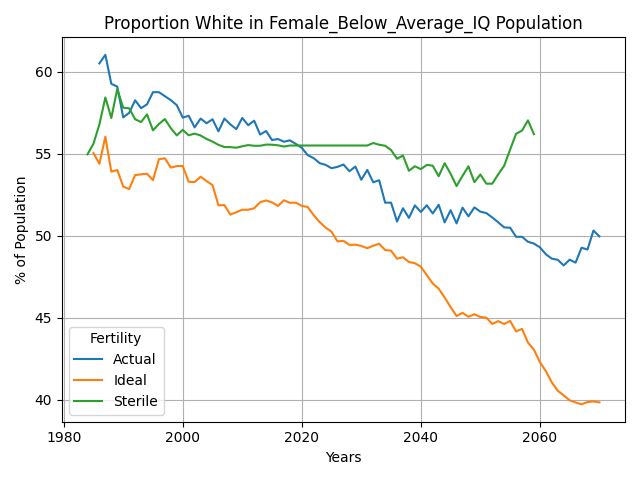 Proportion White in Female_Below_Average_IQ Population
% of Population
60
55
50
45
40
Fertility
Actual
Ideal
Sterile
1980
2000
2020
2040
2060
Years